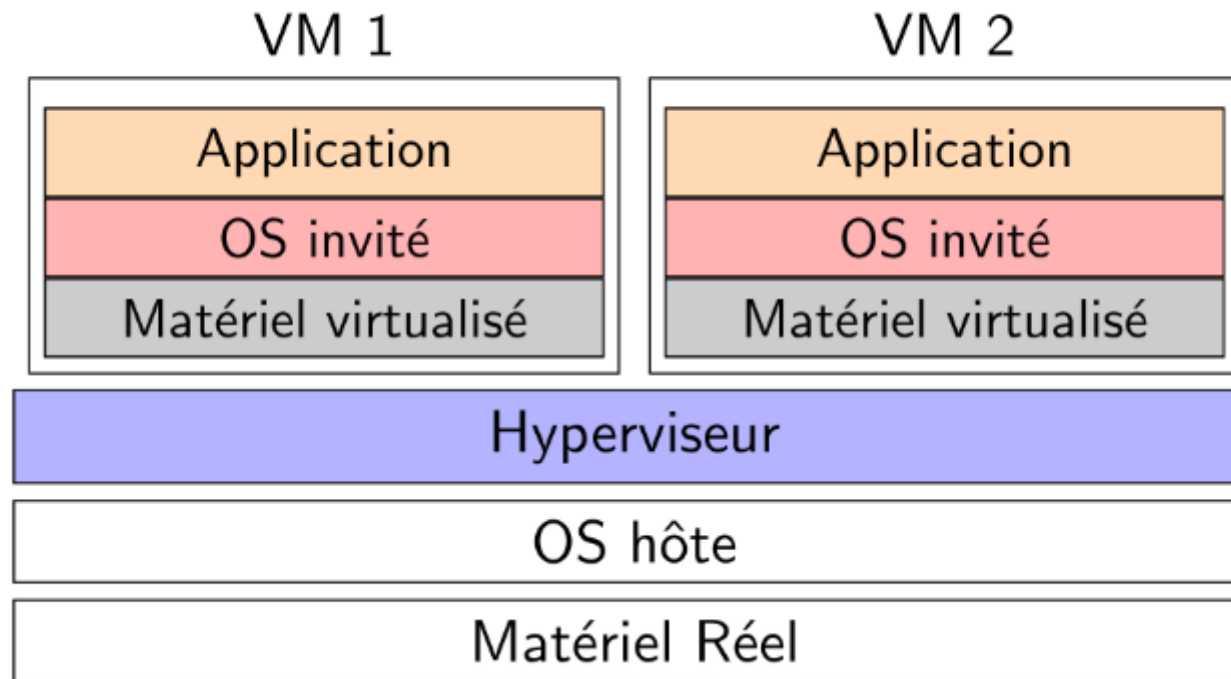 VM 1
VM 2
Application
Application
OS invité
OS invité
Matériel virtualisé
Matériel virtualisé
Hyperviseur
OS hôte
Matériel Réel